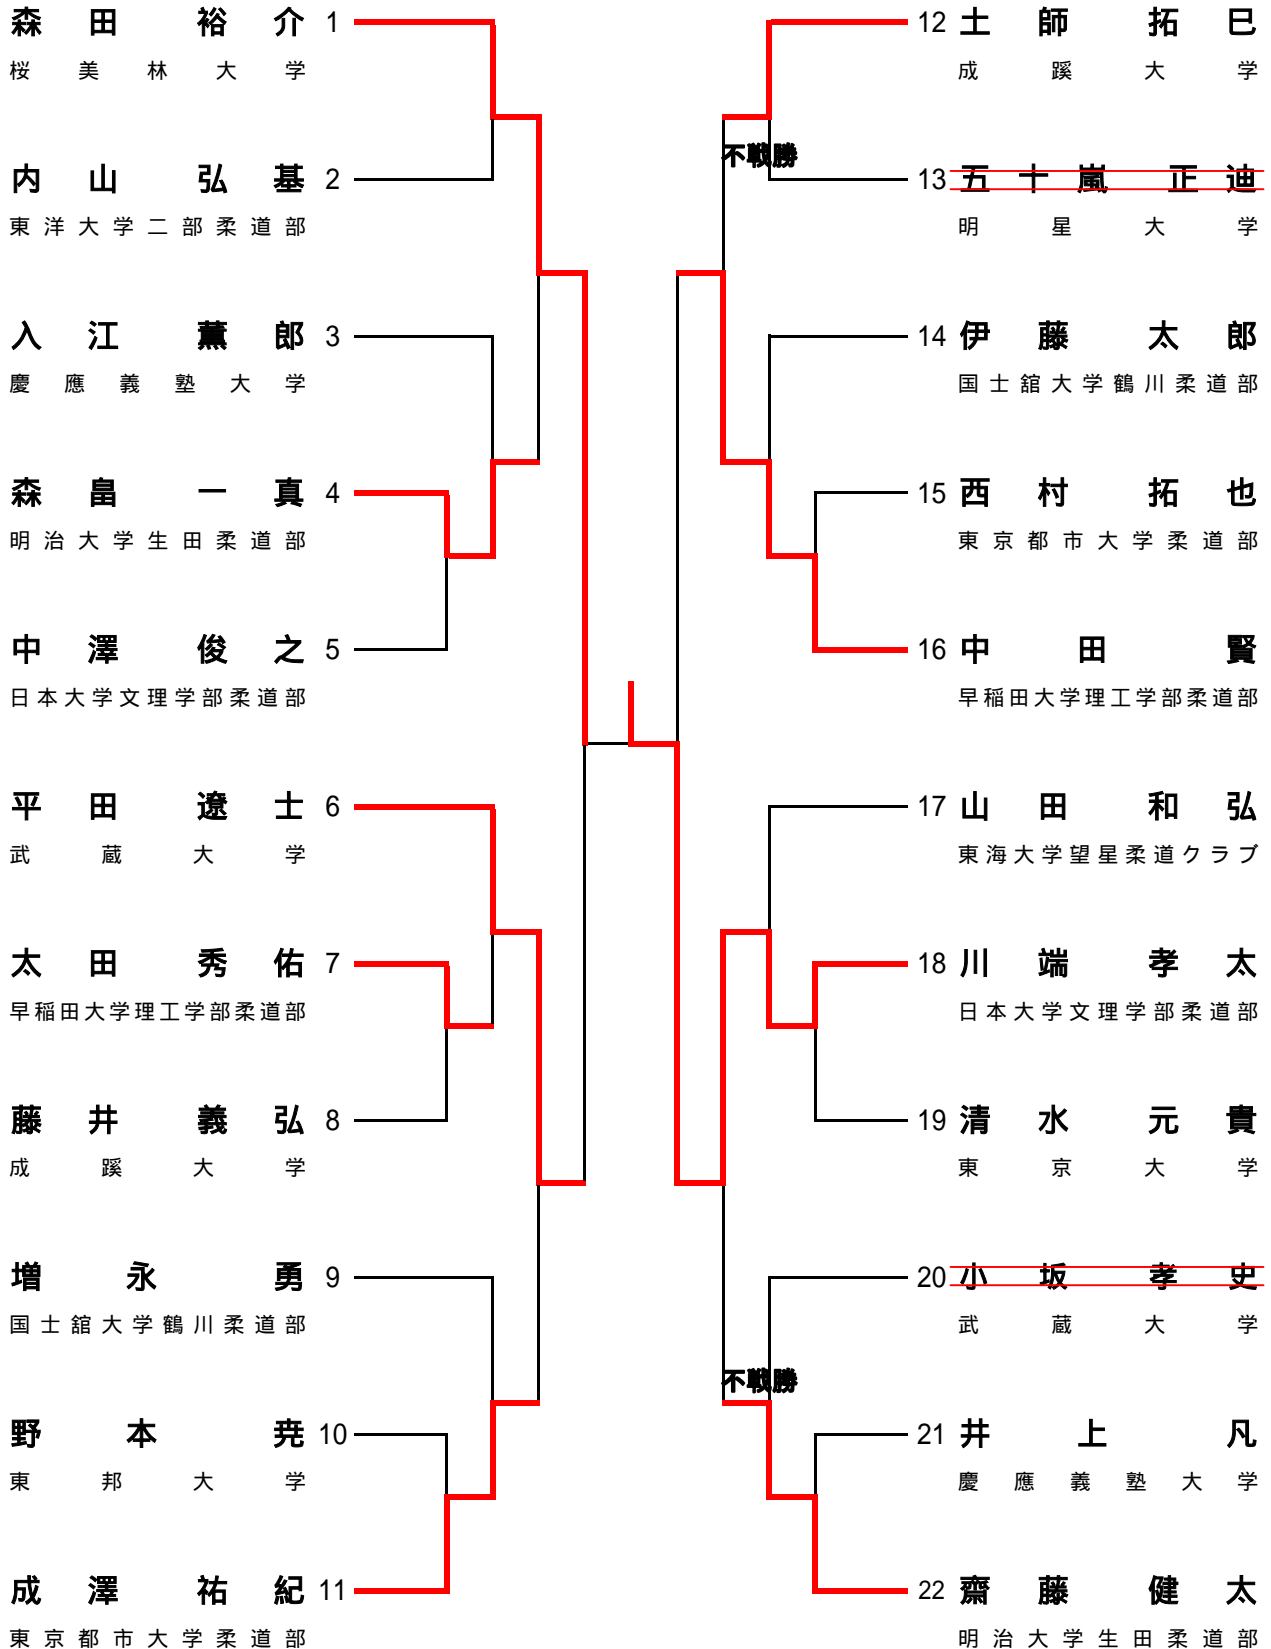 森田 裕介 1
桜美林大学
内山 弘基 2
東洋大学二部柔道部
入江 薫郎 3
慶應義塾大学
森畠 一真 4
明治大学生田柔道部
中澤 俊之 5
日本大学文理学部柔道部
平田 遼士 6
武蔵大学
太田 秀佑 7
早稲田大学理工学部柔道部
藤井 義弘 8
成蹊大学
増永 勇 9
国士舘大学鶴川柔道部
野本 尭 10
東邦大学
成澤 祐紀 11
東京都市大学柔道部
12 土師 拓巳
成蹊大学
不戦勝
13 五十嵐 正迪
明星大学
14 伊藤 太郎
国士舘大学鶴川柔道部
15 西村 拓也
東京都市大学柔道部
16 中田 賢
早稲田大学理工学部柔道部
17 山田 和弘
東海大学望星柔道クラブ
18 川端 孝太
日本大学文理学部柔道部
19 清水 元貴
東京大学
20 小坂 孝史
武蔵大学
不戦勝
21 井上 凡
慶應義塾大学
22 齋藤 健太
明治大学生田柔道部